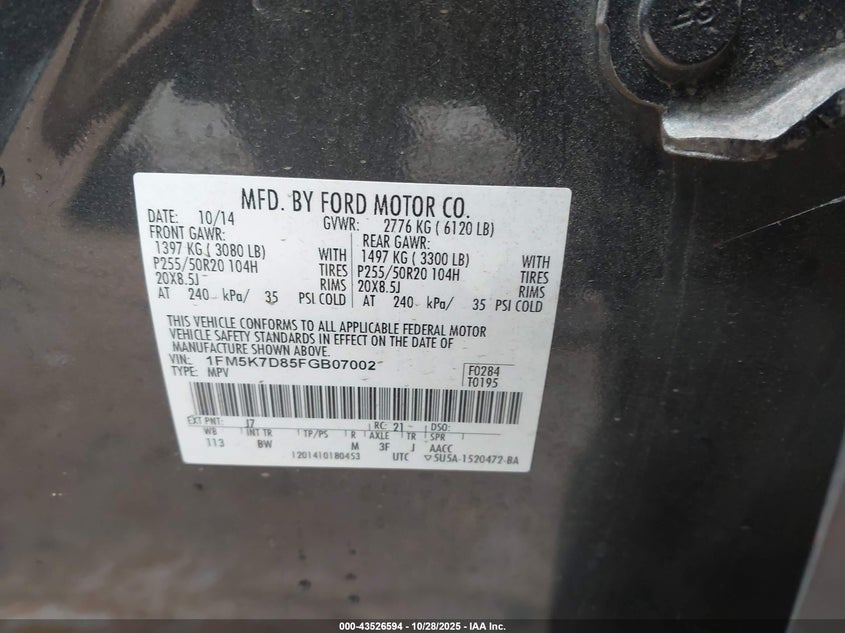 MFD. BY FORD MOTOR CO.
DATE: 10/14 GVWR: 2776 KG ( 6120 LB)
FRONT GAWR: REAR GAWR:
1397 KG ( 3080 LB) WITH 1497 KG ( 3300 LB) WITH
P255/50R20 104H TIRES P255/50R20 104H TIRES
20X8.5J RIMS 20X8.5J RIMS
AT 240 kPa/ 35 PSI COLD AT 240 kPa/ 35 PSI COLD
THIS VEHICLE CONFORMS TO ALL APPLICABLE FEDERAL MOTOR
VEHICLE SAFETY STANDARDS IN EFFECT ON THE DATE OF
MANUFACTURE SHOWN ABOVE.
VIN: 1FM5K7D85FGB07002 F0284
TYPE: MPV T0195
EXT PNT: J7 RC: 21 DSO:
WB INT TR TP/PS R AXLE TR SPR
113 BW M 3F J AACC
1201410180453 UTC ▽5U5A-1520472-BA
000-43526594 | 10/28/2025 | IAA Inc.